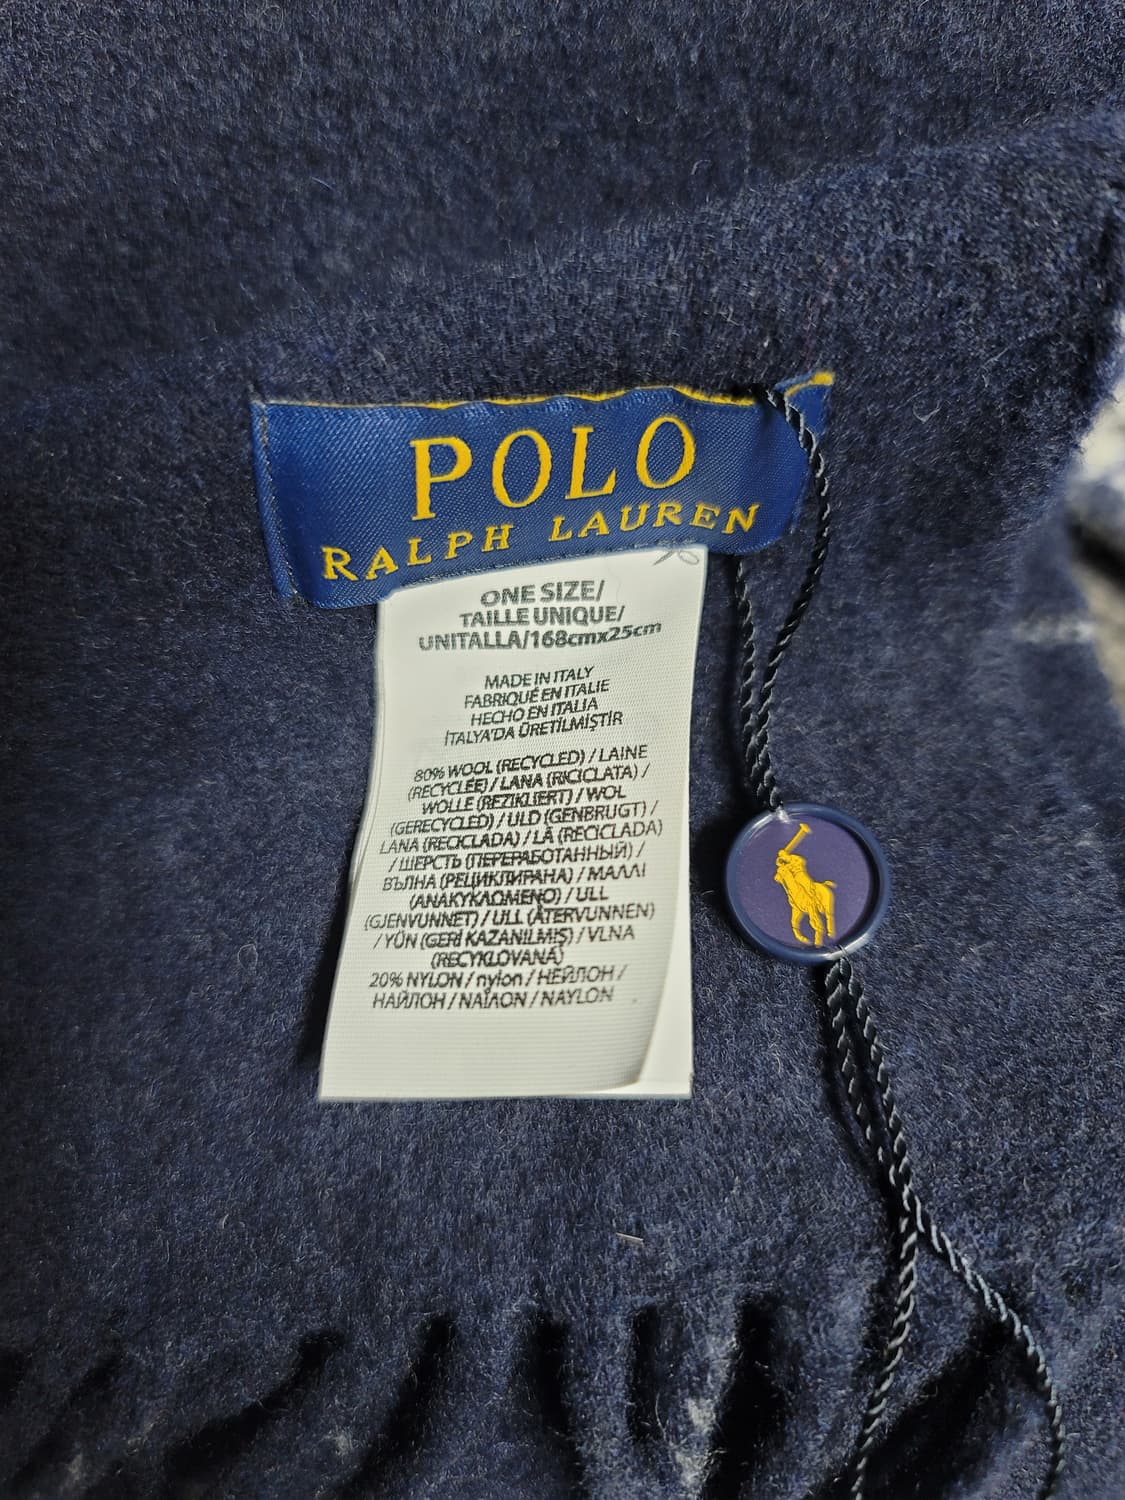 POLO
RALPH LAUREN
ONE SIZE/
TAILLE UNIQUE/
UNITALLA/168cmx25cm
MADE IN ITALY
FABRIQUÉ EN ITALIE
HECHO EN ITALIA
İTALYA'DA ÜRETİLMİŞTİR
80% WOOL (RECYCLED) / LAINE
(RECYCLÉE) / LANA (RICICLATA) /
WOLLE (REZIKLIERT) / WOL
(GERECYCLED) / ULD (GENBRUGT) /
LANA (RECICLADA) / LÃ (RECICLADA)
/ ШЕРСТЬ (ПЕРЕРАБОТАННЫЙ) /
ВЪЛНА (РЕЦИКЛИРАНА) / ΜΑΛΛΙ
(ΑΝΑΚΥΚΛΩΜΕΝΟ) / ULL
(GJENVUNNET) / ULL (ÅTERVUNNEN)
/ YÜN (GERİ KAZANILMIŞ) / VLNA
(RECYKLOVANÁ)
20% NYLON / nylon / НЕЙЛОН /
НАЙЛОН / ΝΑΪΛΟΝ / NAYLON